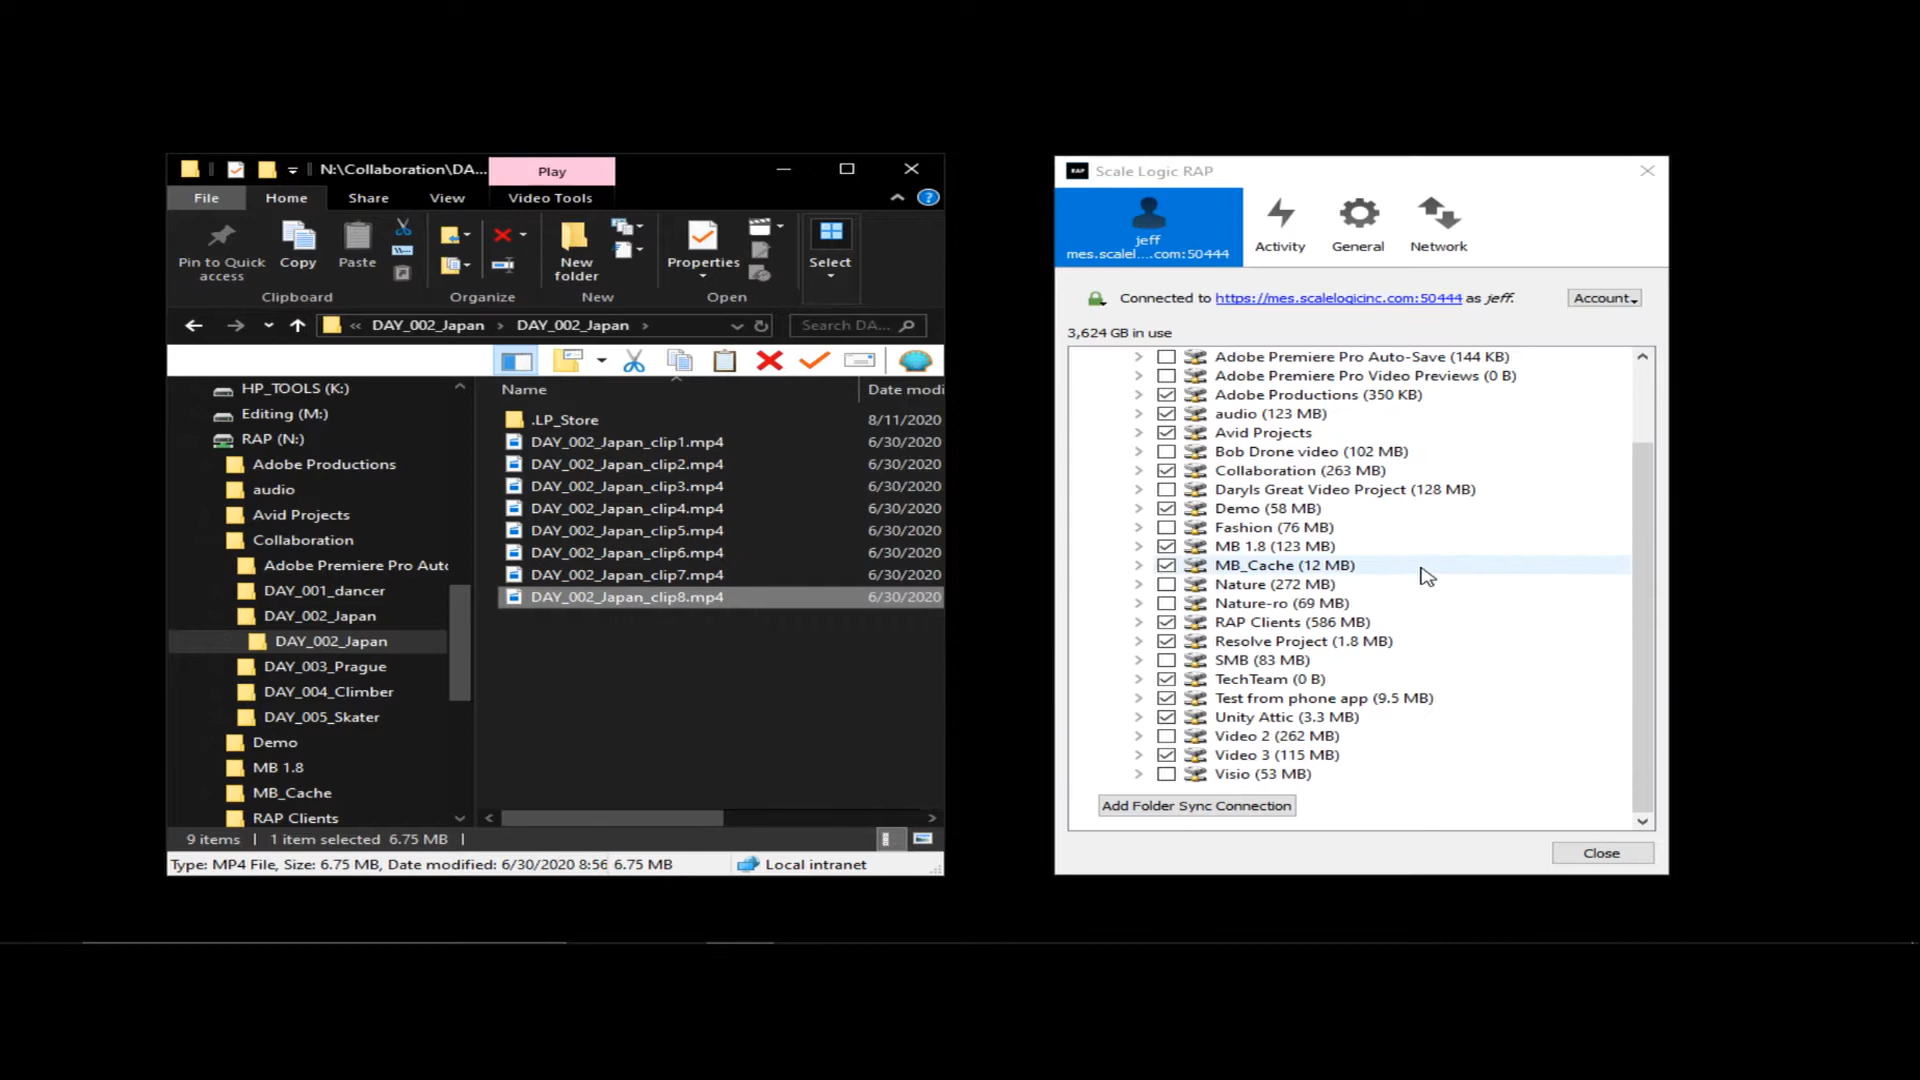 N:\Collaboration\DA...
Play
File
Home
Share
View
Video Tools
Pin to Quick access
Copy
Paste
New folder
Properties
Select
Clipboard
Organize
New
Open
« DAY_002_Japan > DAY_002_Japan >
Search DA...
Name
Date modi
HP_TOOLS (K:)
Editing (M:)
RAP (N:)
Adobe Productions
audio
Avid Projects
Collaboration
Adobe Premiere Pro Auto
DAY_001_dancer
DAY_002_Japan
DAY_002_Japan
DAY_003_Prague
DAY_004_Climber
DAY_005_Skater
Demo
MB 1.8
MB_Cache
RAP Clients
.LP_Store 8/11/2020
DAY_002_Japan_clip1.mp4 6/30/2020
DAY_002_Japan_clip2.mp4 6/30/2020
DAY_002_Japan_clip3.mp4 6/30/2020
DAY_002_Japan_clip4.mp4 6/30/2020
DAY_002_Japan_clip5.mp4 6/30/2020
DAY_002_Japan_clip6.mp4 6/30/2020
DAY_002_Japan_clip7.mp4 6/30/2020
DAY_002_Japan_clip8.mp4 6/30/2020
9 items
1 item selected 6.75 MB
Type: MP4 File, Size: 6.75 MB, Date modified: 6/30/2020 8:56 6.75 MB
Local intranet
RAP Scale Logic RAP
jeff
mes.scalel....com:50444
Activity
General
Network
Connected to https://mes.scalelogicinc.com:50444 as jeff.
Account
3,624 GB in use
Adobe Premiere Pro Auto-Save (144 KB)
Adobe Premiere Pro Video Previews (0 B)
Adobe Productions (350 KB)
audio (123 MB)
Avid Projects
Bob Drone video (102 MB)
Collaboration (263 MB)
Daryls Great Video Project (128 MB)
Demo (58 MB)
Fashion (76 MB)
MB 1.8 (123 MB)
MB_Cache (12 MB)
Nature (272 MB)
Nature-ro (69 MB)
RAP Clients (586 MB)
Resolve Project (1.8 MB)
SMB (83 MB)
TechTeam (0 B)
Test from phone app (9.5 MB)
Unity Attic (3.3 MB)
Video 2 (262 MB)
Video 3 (115 MB)
Visio (53 MB)
Add Folder Sync Connection
Close